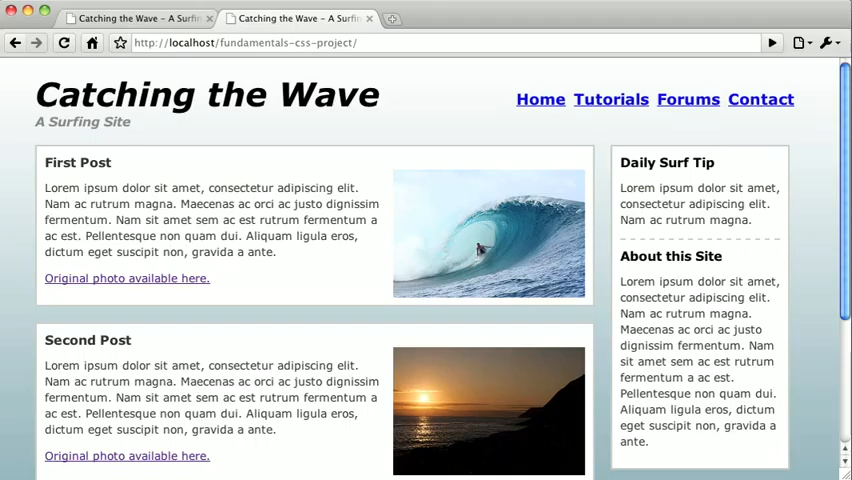 Catching the Wave - A Surfin
Catching the Wave - A Surfin
http://localhost/fundamentals-css-project/
Catching the Wave
A Surfing Site
Home Tutorials Forums Contact
First Post
Lorem ipsum dolor sit amet, consectetur adipiscing elit.
Nam ac rutrum magna. Maecenas ac orci ac justo dignissim
fermentum. Nam sit amet sem ac est rutrum fermentum a
ac est. Pellentesque non quam dui. Aliquam ligula eros,
dictum eget suscipit non, gravida a ante.
Original photo available here.
Second Post
Lorem ipsum dolor sit amet, consectetur adipiscing elit.
Nam ac rutrum magna. Maecenas ac orci ac justo dignissim
fermentum. Nam sit amet sem ac est rutrum fermentum a
ac est. Pellentesque non quam dui. Aliquam ligula eros,
dictum eget suscipit non, gravida a ante.
Original photo available here.
Daily Surf Tip
Lorem ipsum dolor sit amet,
consectetur adipiscing elit.
Nam ac rutrum magna.
About this Site
Lorem ipsum dolor sit amet,
consectetur adipiscing elit.
Nam ac rutrum magna.
Maecenas ac orci ac justo
dignissim fermentum. Nam
sit amet sem ac est rutrum
fermentum a ac est.
Pellentesque non quam dui.
Aliquam ligula eros, dictum
eget suscipit non, gravida a
ante.